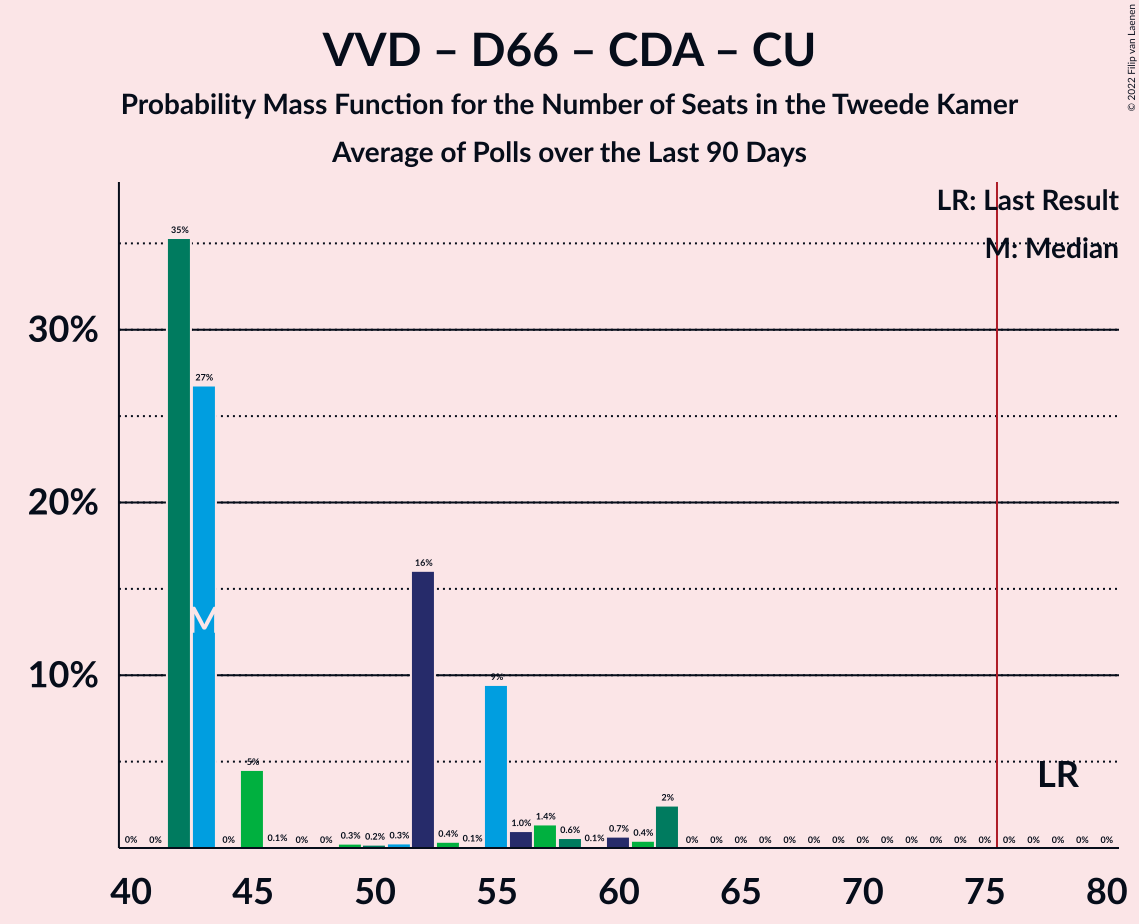 VVD – D66 – CDA – CU
Probability Mass Function for the Number of Seats in the Tweede Kamer
Average of Polls over the Last 90 Days
© 2022 Filip van Laenen
LR: Last Result
M: Median
30%
20%
10%
0% 0% 35% 27% 0% 5% 0.1% 0% 0% 0.3% 0.2% 0.3% 16% 0.4% 0.1% 9% 1.0% 1.4% 0.6% 0.1% 0.7% 0.4% 2% 0% 0% 0% 0% 0% 0% 0% 0% 0% 0% 0% 0% 0% 0% 0% 0% 0% 0% 
M
LR
40 45 50 55 60 65 70 75 80